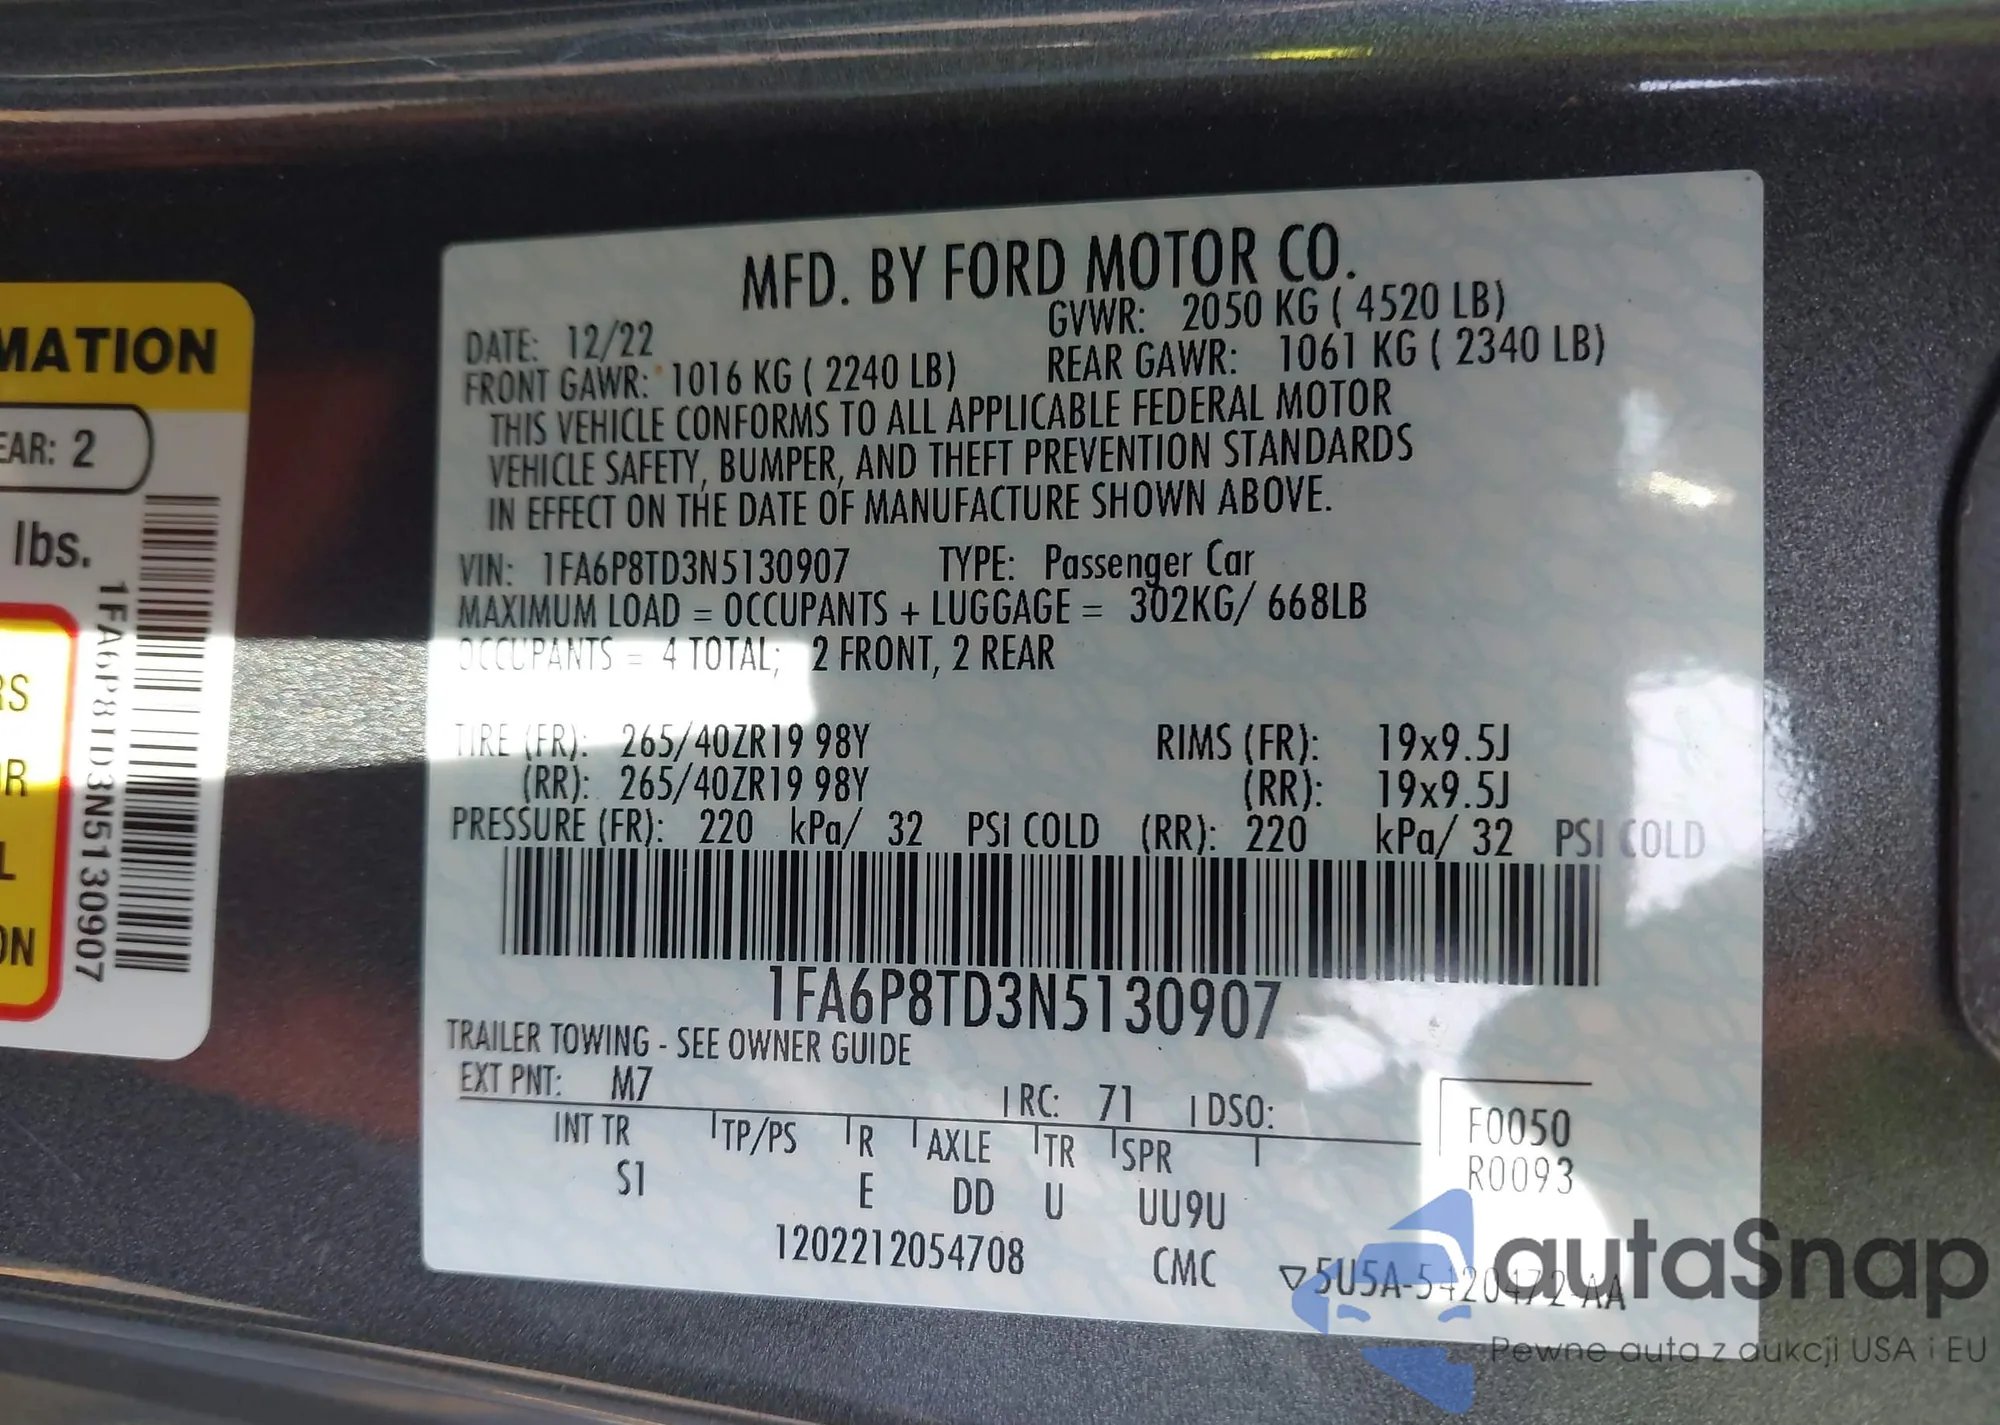 MATION
EAR: 2
lbs.
RS
OR
L
ON
1FA6P8TD3N5130907
MFD. BY FORD MOTOR CO.
DATE: 12/22 GVWR: 2050 KG ( 4520 LB)
FRONT GAWR: 1016 KG ( 2240 LB) REAR GAWR: 1061 KG ( 2340 LB)
THIS VEHICLE CONFORMS TO ALL APPLICABLE FEDERAL MOTOR
VEHICLE SAFETY, BUMPER, AND THEFT PREVENTION STANDARDS
IN EFFECT ON THE DATE OF MANUFACTURE SHOWN ABOVE.
VIN: 1FA6P8TD3N5130907 TYPE: Passenger Car
MAXIMUM LOAD = OCCUPANTS + LUGGAGE = 302KG/ 668LB
OCCUPANTS = 4 TOTAL; 2 FRONT, 2 REAR
TIRE (FR): 265/40ZR19 98Y RIMS (FR): 19x9.5J
(RR): 265/40ZR19 98Y (RR): 19x9.5J
PRESSURE (FR): 220 kPa/ 32 PSI COLD (RR): 220 kPa/ 32 PSI COLD
1FA6P8TD3N5130907
TRAILER TOWING - SEE OWNER GUIDE
EXT PNT: M7 RC: 71 DSO:
INT TR TP/PS R AXLE TR SPR
S1 E DD U UU9U
F0050
R0093
1202212054708 CMC ▽5U5A-5420472-AA
autaSnap
Pewne auta z aukcji USA i EU